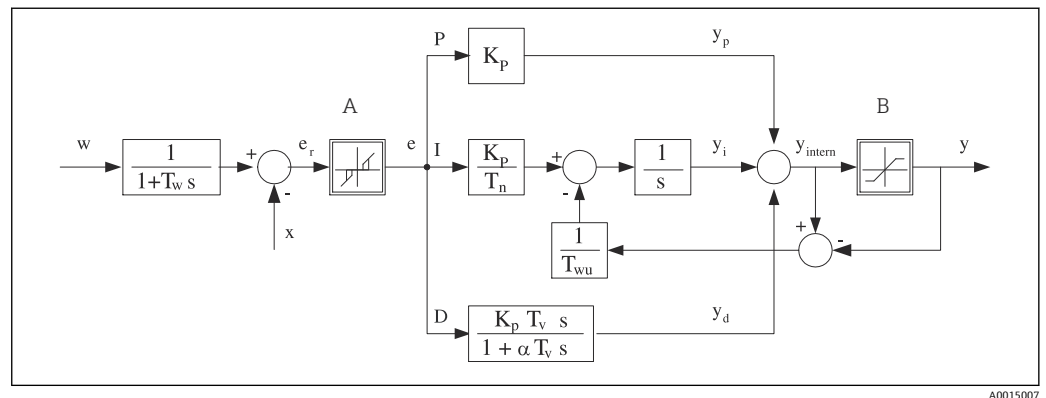 P
K_P
y_p
A
B
w
1
1+T_w s
+
-
e_r
x
e
I
K_P
T_n
+
-
1
s
y_i
y_intern
y
1
T_wu
+
-
D
K_p T_v s
1 + α T_v s
y_d
A0015007